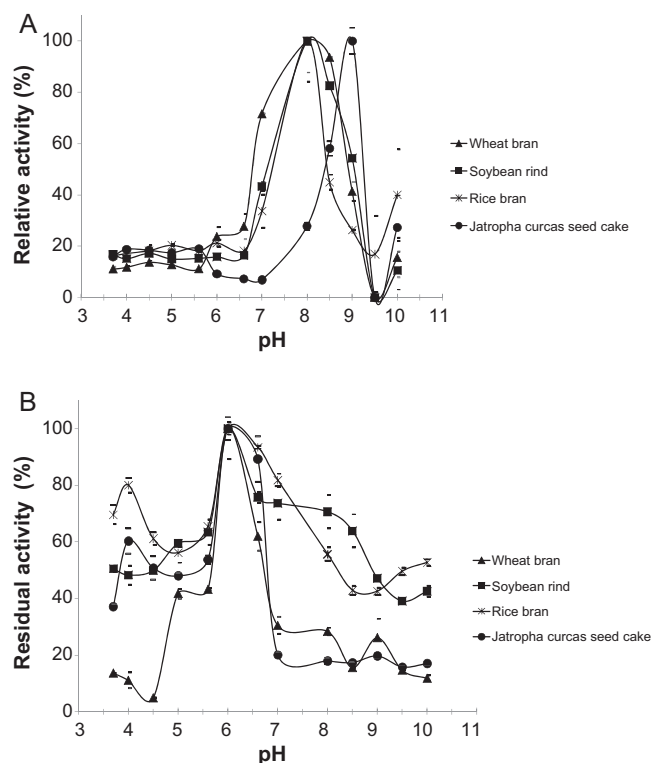 A
Relative activity (%)
100
80
60
40
20
0
3 4 5 6 7 8 9 10 11
pH
Wheat bran
Soybean rind
Rice bran
Jatropha curcas seed cake
B
Residual activity (%)
100
80
60
40
20
0
3 4 5 6 7 8 9 10 11
pH
Wheat bran
Soybean rind
Rice bran
Jatropha curcas seed cake